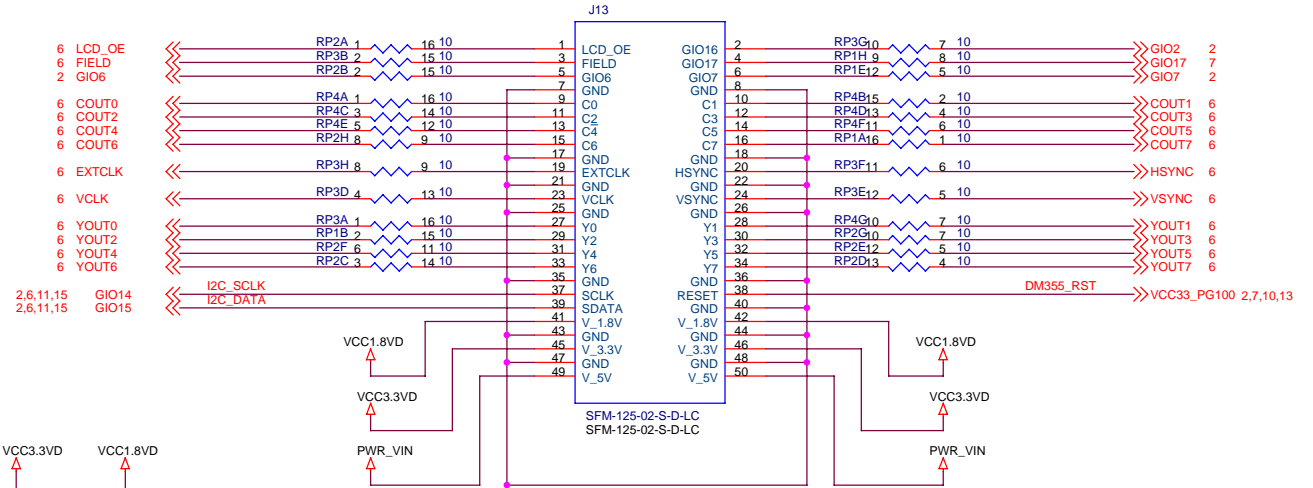 J13
6 LCD_OE RP2A 1 16 10 1 LCD_OE GIO16 2 RP3G 10 7 10 GIO2 2
6 FIELD RP3B 2 15 10 3 FIELD GIO17 4 RP1H 9 8 10 GIO17 7
2 GIO6 RP2B 2 15 10 5 GIO6 GIO7 6 RP1E 12 5 10 GIO7 2
7 GND GND 8
6 COUT0 RP4A 1 16 10 9 C0 C1 10 RP4B 15 2 10 COUT1 6
6 COUT2 RP4C 3 14 10 11 C2 C3 12 RP4D 13 4 10 COUT3 6
6 COUT4 RP4E 5 12 10 13 C4 C5 14 RP4F 11 6 10 COUT5 6
6 COUT6 RP2H 8 9 10 15 C6 C7 16 RP1A 16 1 10 COUT7 6
17 GND GND 18
6 EXTCLK RP3H 8 9 10 19 EXTCLK HSYNC 20 RP3F 11 6 10 HSYNC 6
21 GND GND 22
6 VCLK RP3D 4 13 10 23 VCLK VSYNC 24 RP3E 12 5 10 VSYNC 6
25 GND GND 26
6 YOUT0 RP3A 1 16 10 27 Y0 Y1 28 RP4G 10 7 10 YOUT1 6
6 YOUT2 RP1B 2 15 10 29 Y2 Y3 30 RP2G 10 7 10 YOUT3 6
6 YOUT4 RP2F 6 11 10 31 Y4 Y5 32 RP2E 12 5 10 YOUT5 6
6 YOUT6 RP2C 3 14 10 33 Y6 Y7 34 RP2D 13 4 10 YOUT7 6
35 GND GND 36
2,6,11,15 GIO14 I2C_SCLK 37 SCLK RESET 38 DM355_RST VCC33_PG100 2,7,10,13
2,6,11,15 GIO15 I2C_DATA 39 SDATA GND 40
41 V_1.8V V_1.8V 42
43 GND GND 44
VCC1.8VD 45 V_3.3V V_3.3V 46 VCC1.8VD
47 GND GND 48
49 V_5V V_5V 50
VCC3.3VD VCC3.3VD
SFM-125-02-S-D-LC
SFM-125-02-S-D-LC
VCC3.3VD VCC1.8VD PWR_VIN PWR_VIN